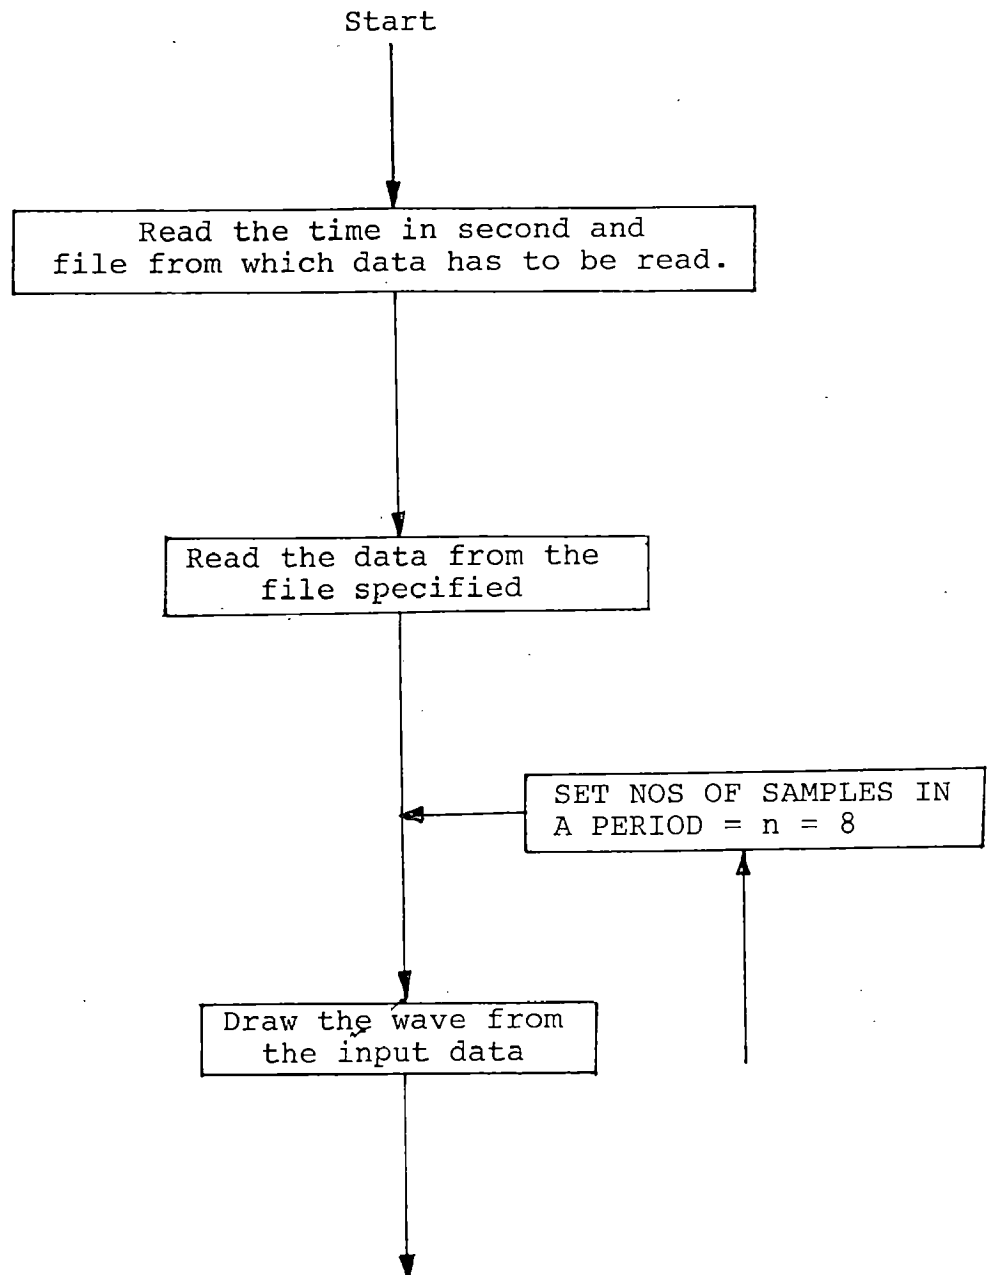 Start
Read the time in second and
file from which data has to be read.
Read the data from the
file specified
SET NOS OF SAMPLES IN
A PERIOD = n = 8
Draw the wave from
the input data